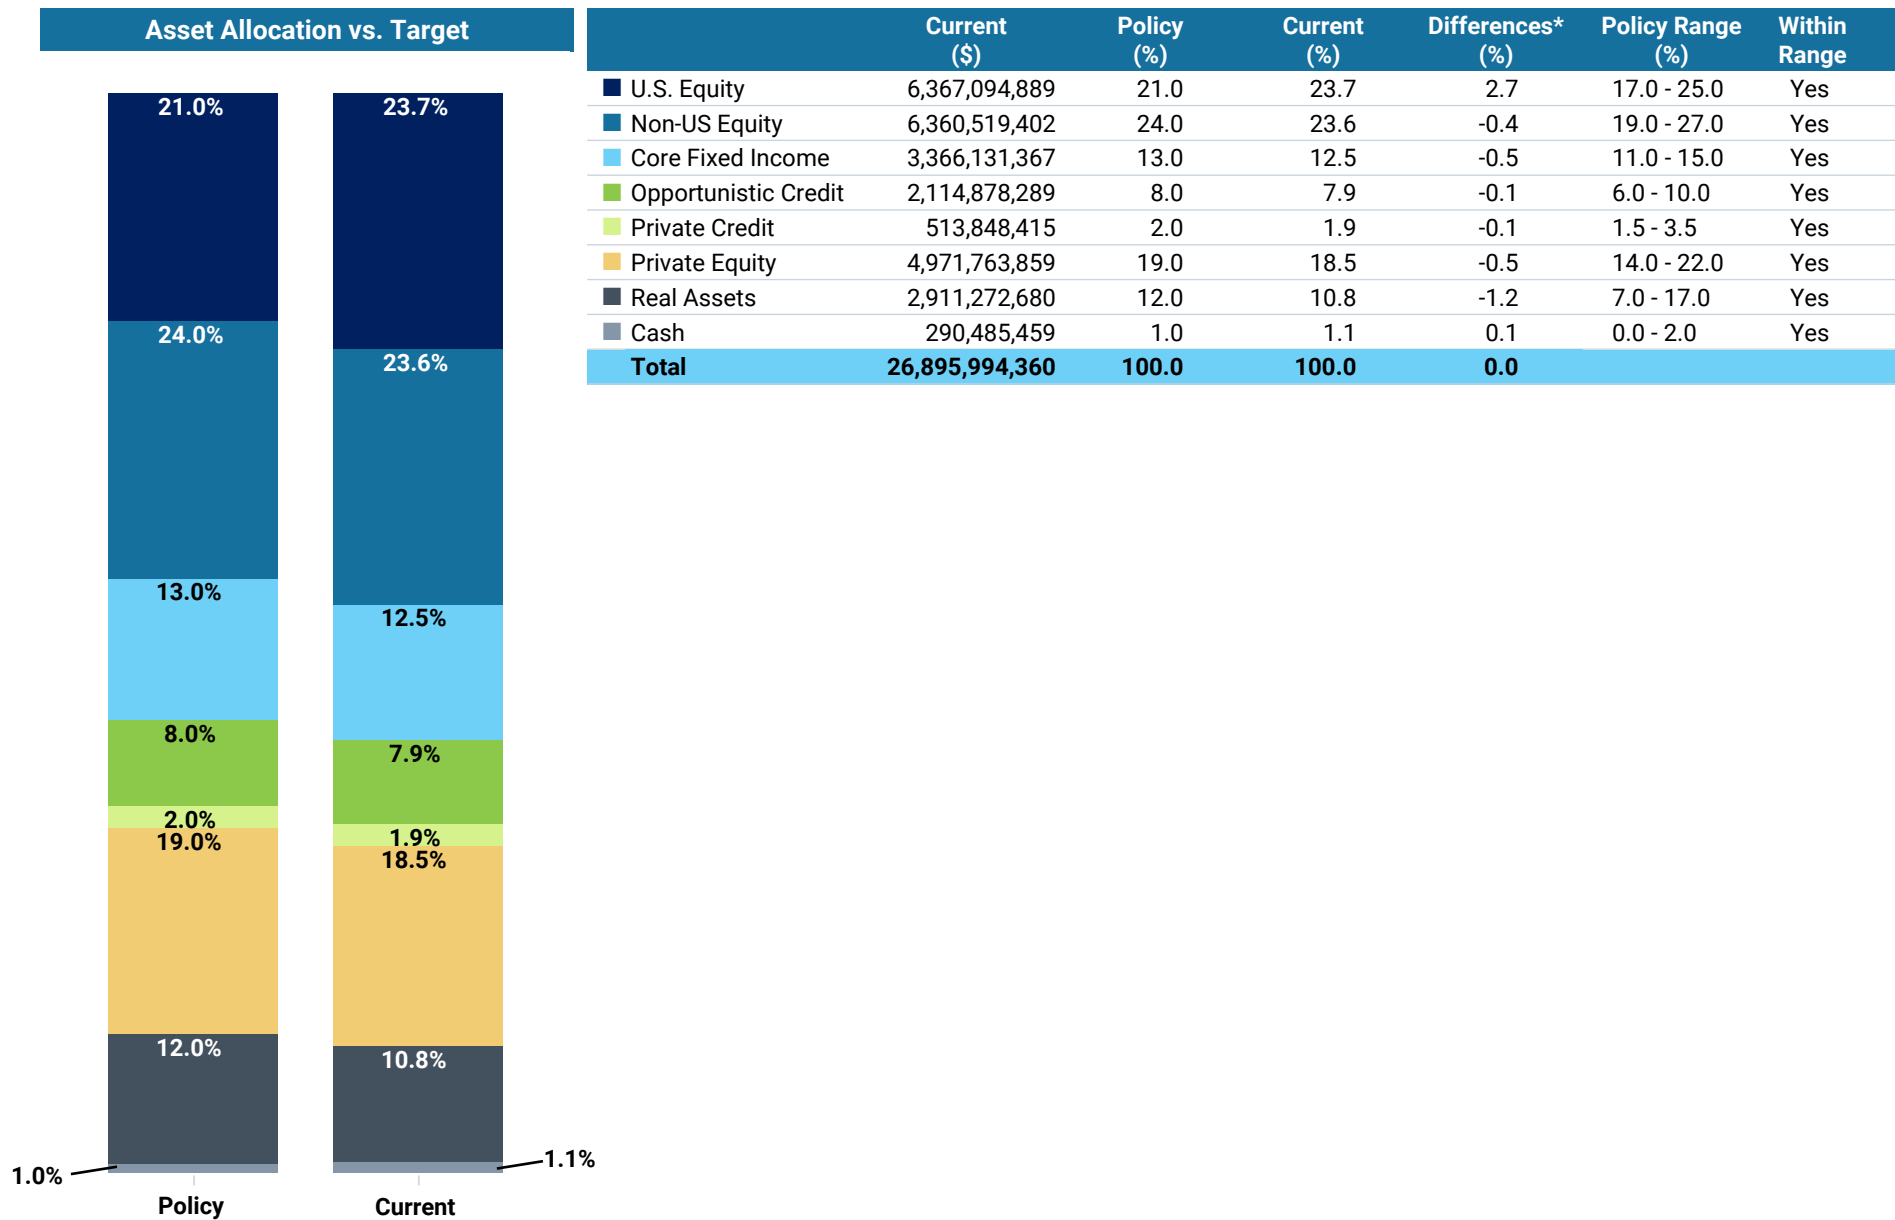 Asset Allocation vs. Target
21.0%
24.0%
13.0%
8.0%
2.0%
19.0%
12.0%
1.0%
Policy
23.7%
23.6%
12.5%
7.9%
1.9%
18.5%
10.8%
1.1%
Current
Current ($) Policy (%) Current (%) Differences* (%) Policy Range (%) Within Range
U.S. Equity 6,367,094,889 21.0 23.7 2.7 17.0 - 25.0 Yes
Non-US Equity 6,360,519,402 24.0 23.6 -0.4 19.0 - 27.0 Yes
Core Fixed Income 3,366,131,367 13.0 12.5 -0.5 11.0 - 15.0 Yes
Opportunistic Credit 2,114,878,289 8.0 7.9 -0.1 6.0 - 10.0 Yes
Private Credit 513,848,415 2.0 1.9 -0.1 1.5 - 3.5 Yes
Private Equity 4,971,763,859 19.0 18.5 -0.5 14.0 - 22.0 Yes
Real Assets 2,911,272,680 12.0 10.8 -1.2 7.0 - 17.0 Yes
Cash 290,485,459 1.0 1.1 0.1 0.0 - 2.0 Yes
Total 26,895,994,360 100.0 100.0 0.0